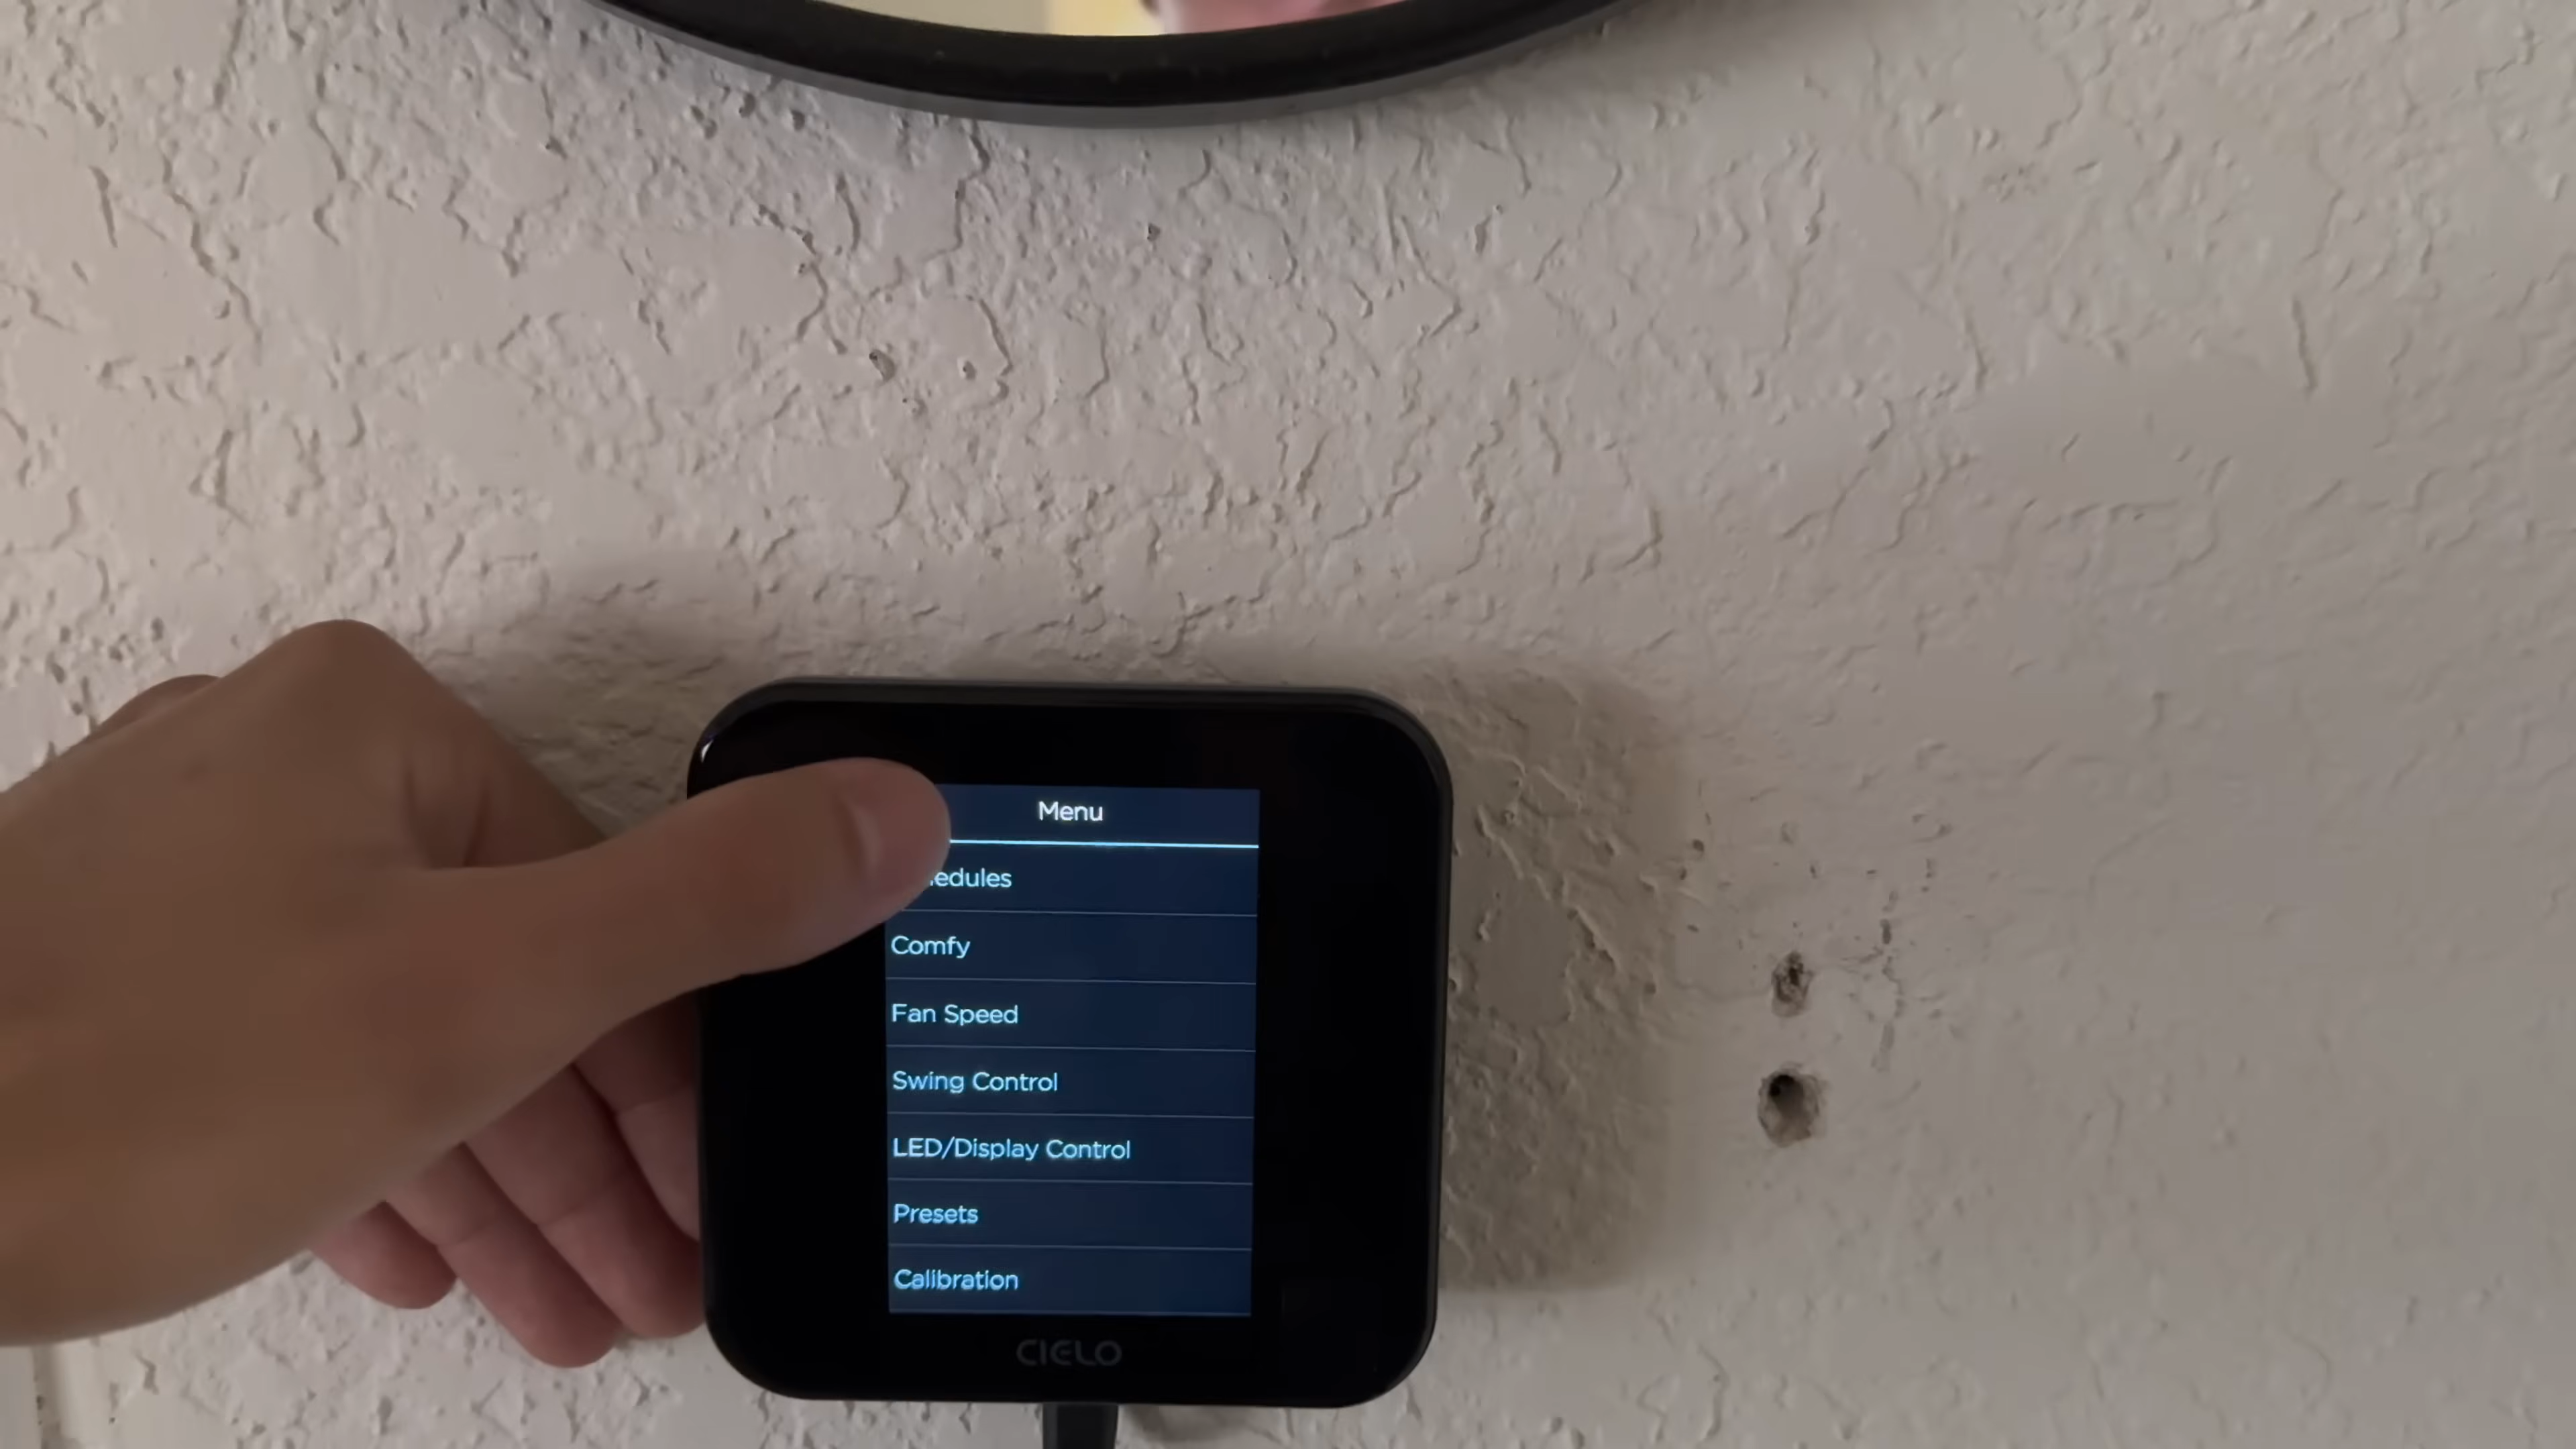 Menu
edules
Comfy
Fan Speed
Swing Control
LED/Display Control
Presets
Calibration
CIELO